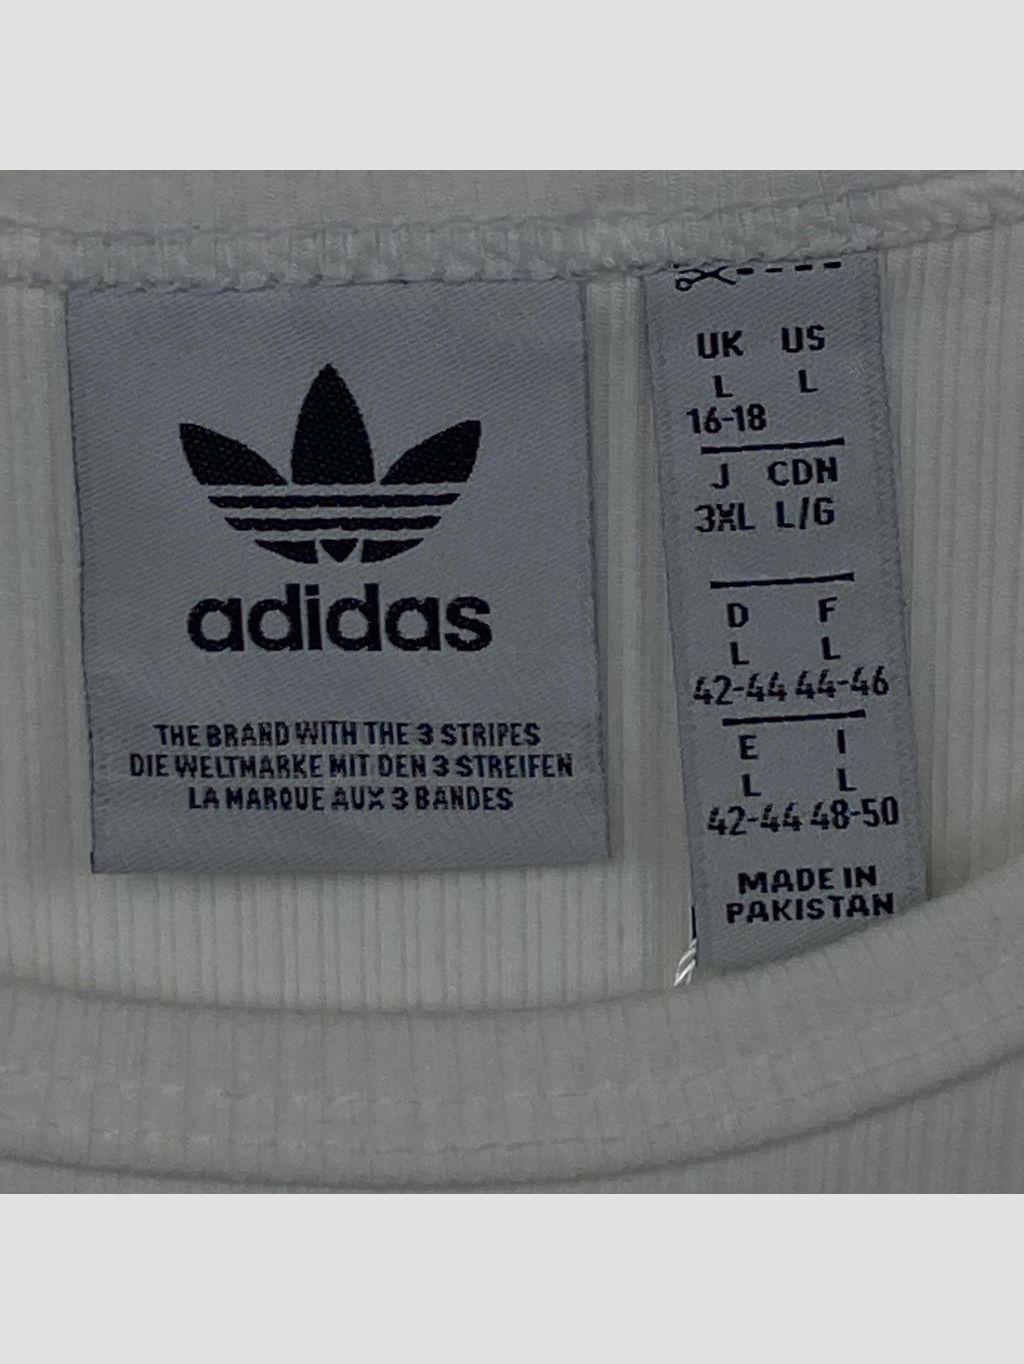 adidas
THE BRAND WITH THE 3 STRIPES
DIE WELTMARKE MIT DEN 3 STREIFEN
LA MARQUE AUX 3 BANDES
UK US
L L
16-18
J CDN
3XL L/G
D F
L L
42-44 44-46
E I
L L
42-44 48-50
MADE IN
PAKISTAN